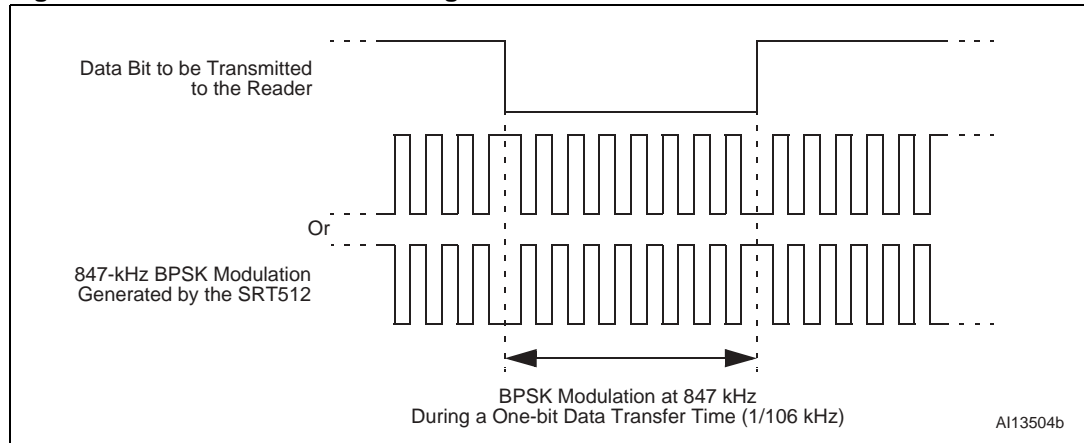 Data Bit to be Transmitted
to the Reader
Or
847-kHz BPSK Modulation
Generated by the SRT512
BPSK Modulation at 847 kHz
During a One-bit Data Transfer Time (1/106 kHz)
AI13504b